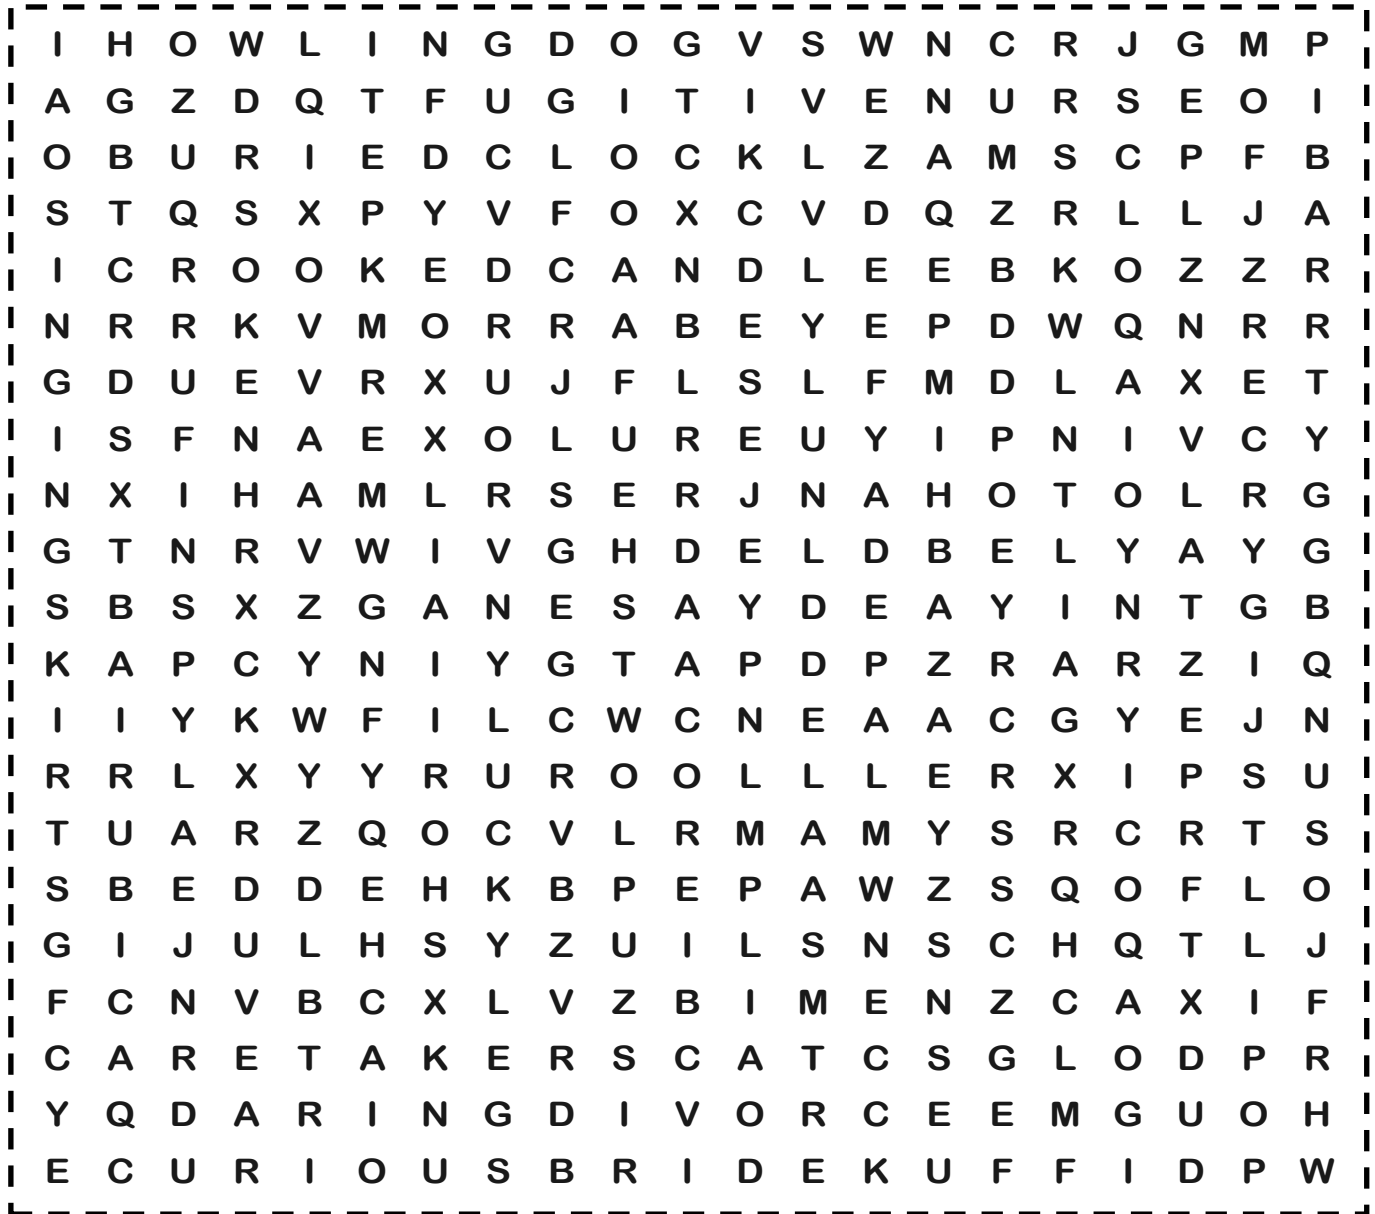 I H O W L I N G D O G V S W N C R J G M P
A G Z D Q T F U G I T I V E N U R S E O I
O B U R I E D C L O C K L Z A M S C P F B
S T Q S X P Y V F O X C V D Q Z R L L J A
I C R O O K E D C A N D L E E B K O Z Z R
N R R K V M O R R A B E Y E P D W Q N R R
G D U E V R X U J F L S L F M D L A X E T
I S F N A E X O L U R E U Y I P N I V C Y
N X I H A M L R S E R J N A H O T O L R G
G T N R V W I V G H D E L D B E L Y A Y G
S B S X Z G A N E S A Y D E A Y I N T G B
K A P C Y N I Y G T A P D P Z R A R Z I Q
I I Y K W F I L C W C N E A A C G Y E J N
R R L X Y Y R U R O O L L L E R X I P S U
T U A R Z Q O C V L R M A M Y S R C R T S
S B E D D E H K B P E P A W Z S Q O F L O
G I J U L H S Y Z U I L S N S C H Q T L J
F C N V B C X L V Z B I M E N Z C A X I F
C A R E T A K E R S C A T C S G L O D P R
Y Q D A R I N G D I V O R C E E M G U O H
E C U R I O U S B R I D E K U F F I D P W